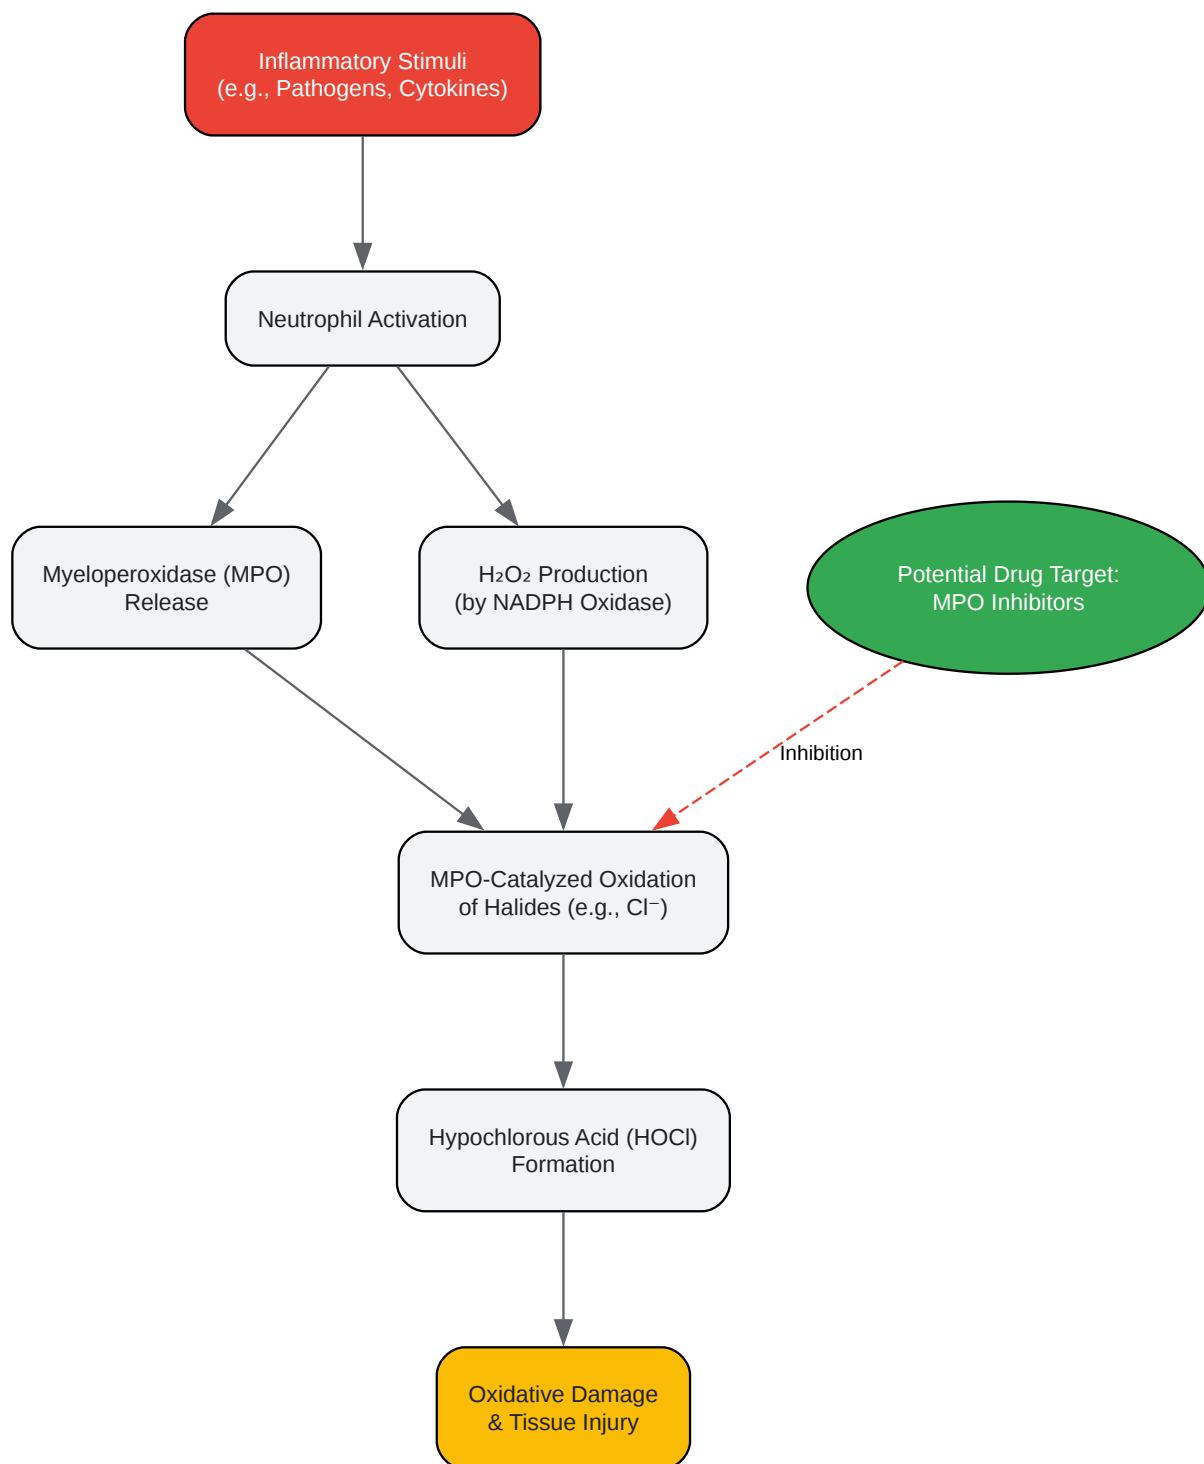 Inflammatory Stimuli
(e.g., Pathogens, Cytokines)
Neutrophil Activation
Myeloperoxidase (MPO)
Release
H₂O₂ Production
(by NADPH Oxidase)
Potential Drug Target:
MPO Inhibitors
Inhibition
MPO-Catalyzed Oxidation
of Halides (e.g., Cl⁻)
Hypochlorous Acid (HOCl)
Formation
Oxidative Damage
& Tissue Injury